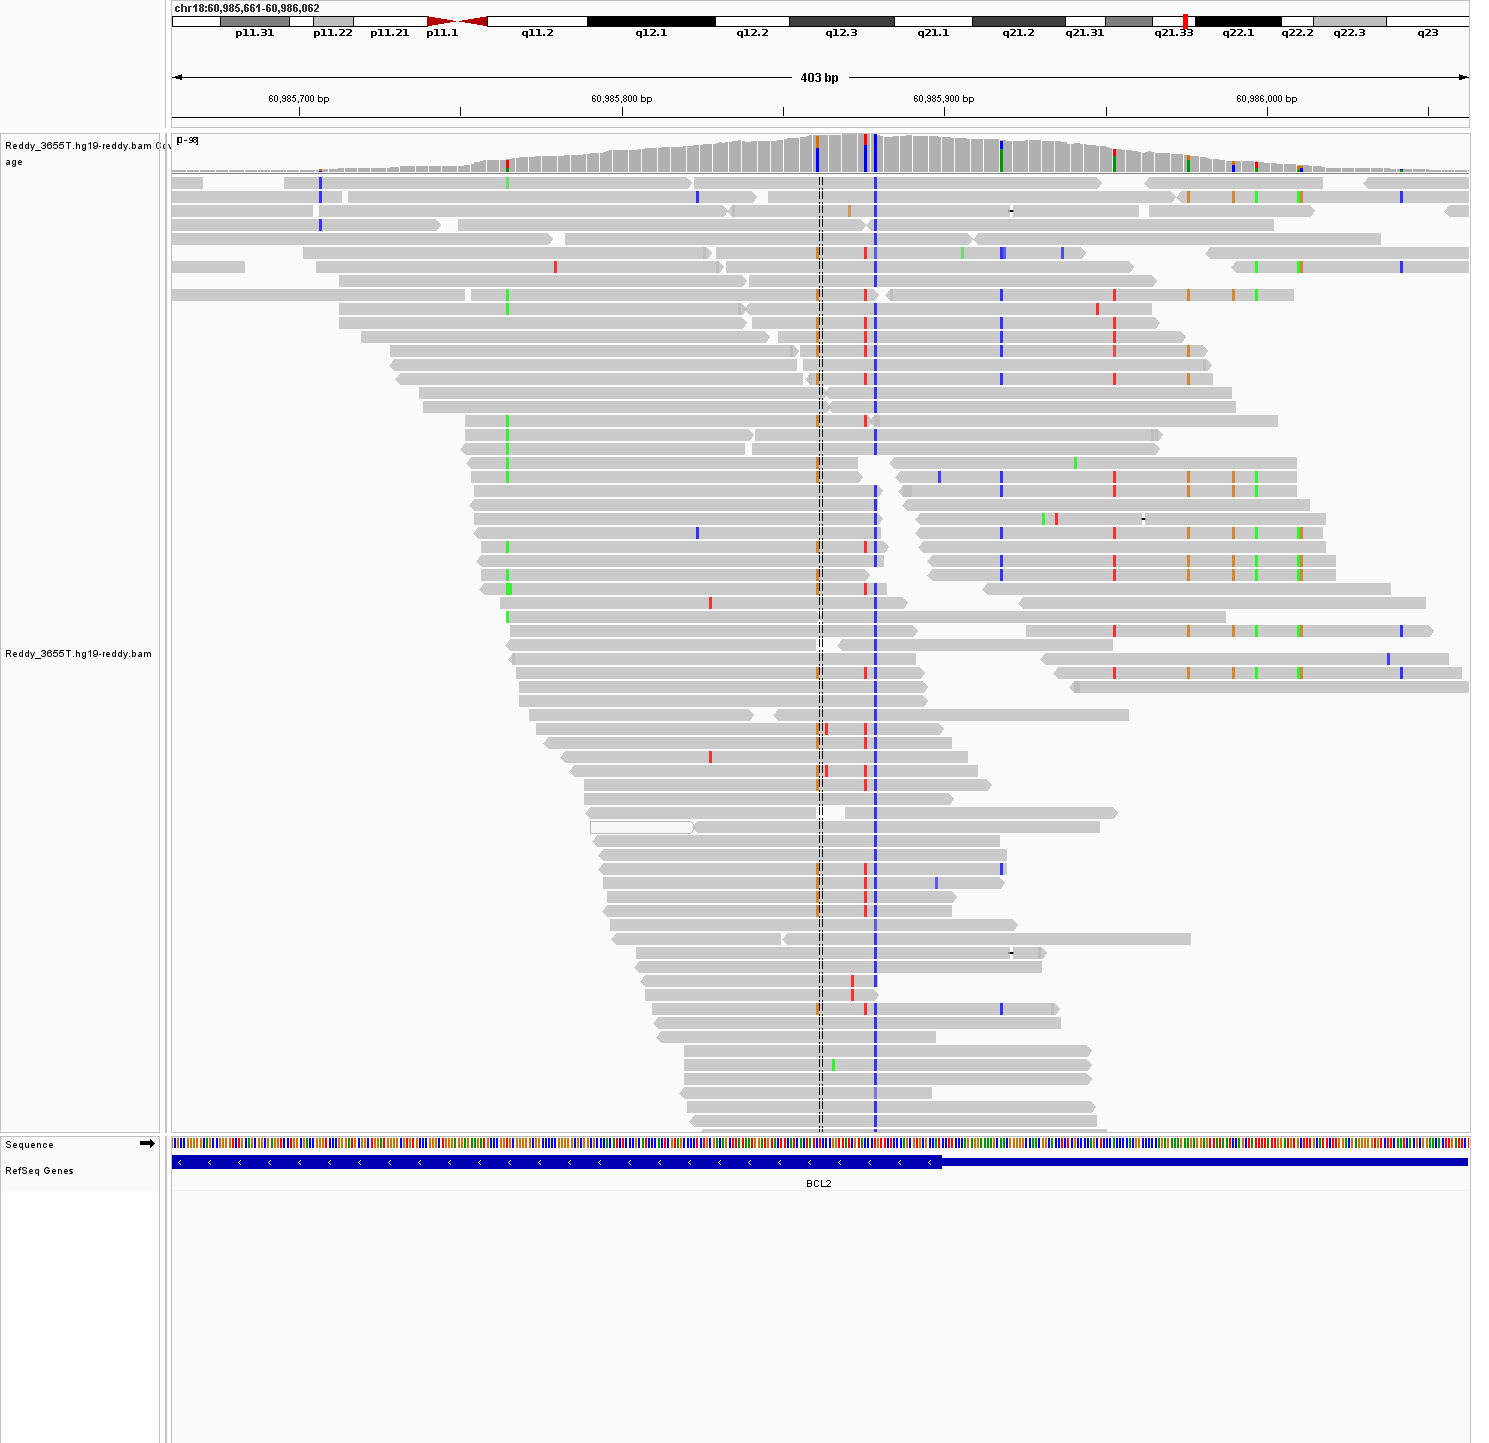 chr18:60,985,661-60,986,062
p11.31 p11.22 p11.21 p11.1 q11.2 q12.1 q12.2 q12.3 q21.1 q21.2 q21.31 q21.33 q22.1 q22.2 q22.3 q23
403 bp
60,985,700 bp 60,985,800 bp 60,985,900 bp 60,986,000 bp
Reddy_3655T.hg19-reddy.bam Cov
age
[0-98]
Reddy_3655T.hg19-reddy.bam
Sequence
RefSeq Genes
BCL2